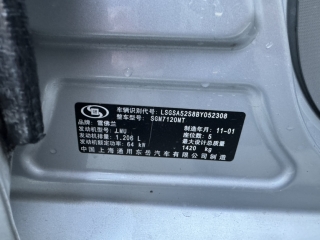 车辆识别代号: LSGSA52S8BY052308
整车型号: SGM7120MT
品牌: 雪佛兰 制造年月: 11-01
发动机型号: LMU 座位数: 5
发动机排量: 1.206 L 最大设计总质量
发动机额定功率: 64 kW 1420 kg
中国上海通用东岳汽车有限公司制造